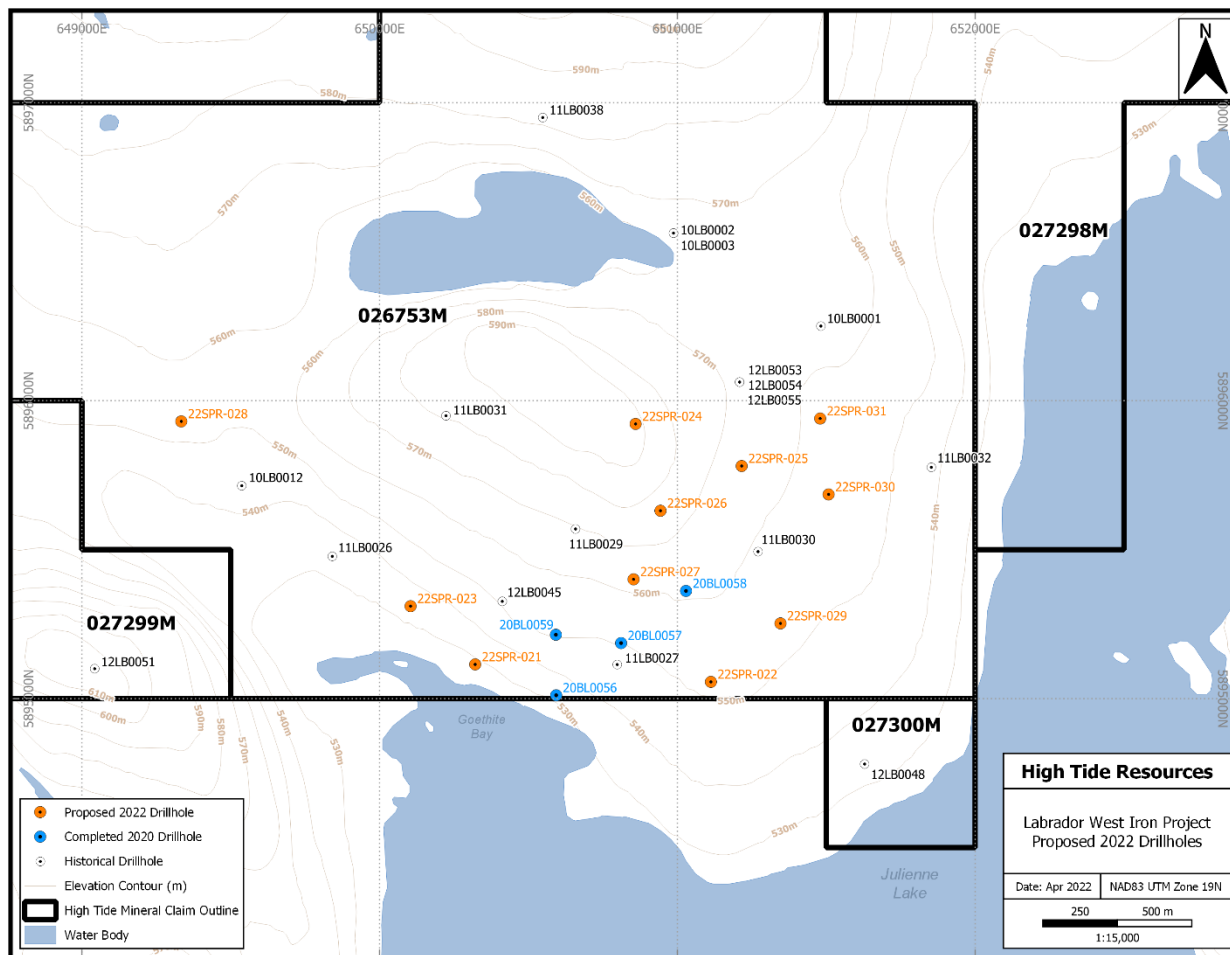 649000E
650000E
651000E
652000E
N
590m
540m
580m
5897000N
11LB0038
530m
570m
560m
570m
10LB0002
10LB0003
027298M
560m
550m
026753M
580m
590m
10LB0001
560m
560m
570m
12LB0053
12LB0054
12LB0055
5896000N
5896000N
22SPR-028
11LB0031
22SPR-024
22SPR-031
550m
570m
22SPR-025
11LB0032
10LB0012
22SPR-030
540m
22SPR-026
540m
11LB0029
11LB0030
11LB0026
22SPR-027
560m
20BL0058
12LB0045
22SPR-023
027299M
20BL0059
20BL0057
22SPR-029
12LB0051
22SPR-021
11LB0027
22SPR-022
610m
600m
590m
580m
570m
540m
530m
20BL0056
550m
5895000N
5895000N
530m
540m
Goethite
Bay
027300M
12LB0048
530m
Julienne
Lake
Proposed 2022 Drillhole
Completed 2020 Drillhole
Historical Drillhole
Elevation Contour (m)
High Tide Mineral Claim Outline
Water Body
High Tide Resources
Labrador West Iron Project
Proposed 2022 Drillholes
Date: Apr 2022
NAD83 UTM Zone 19N
250 500 m
1:15,000